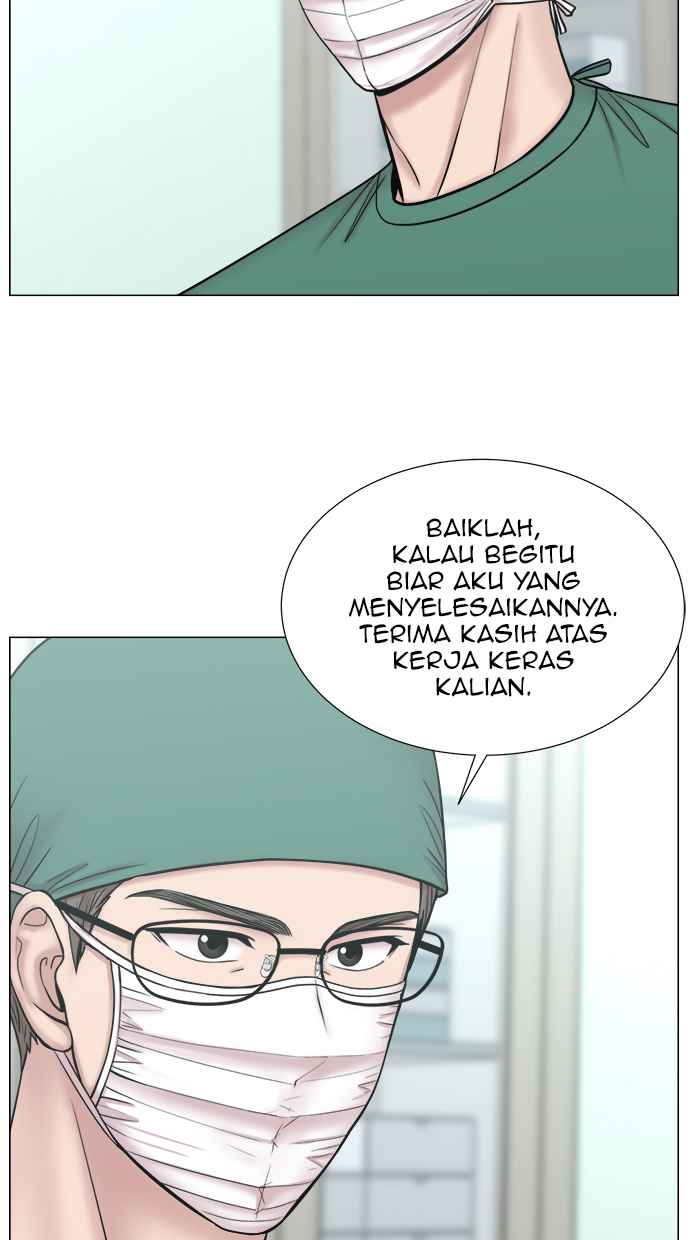 BAIKLAH,
KALAU BEGITU
BIAR AKU YANG
MENYELESAIKANNYA.
TERIMA KASIH ATAS
KERJA KERAS
KALIAN.